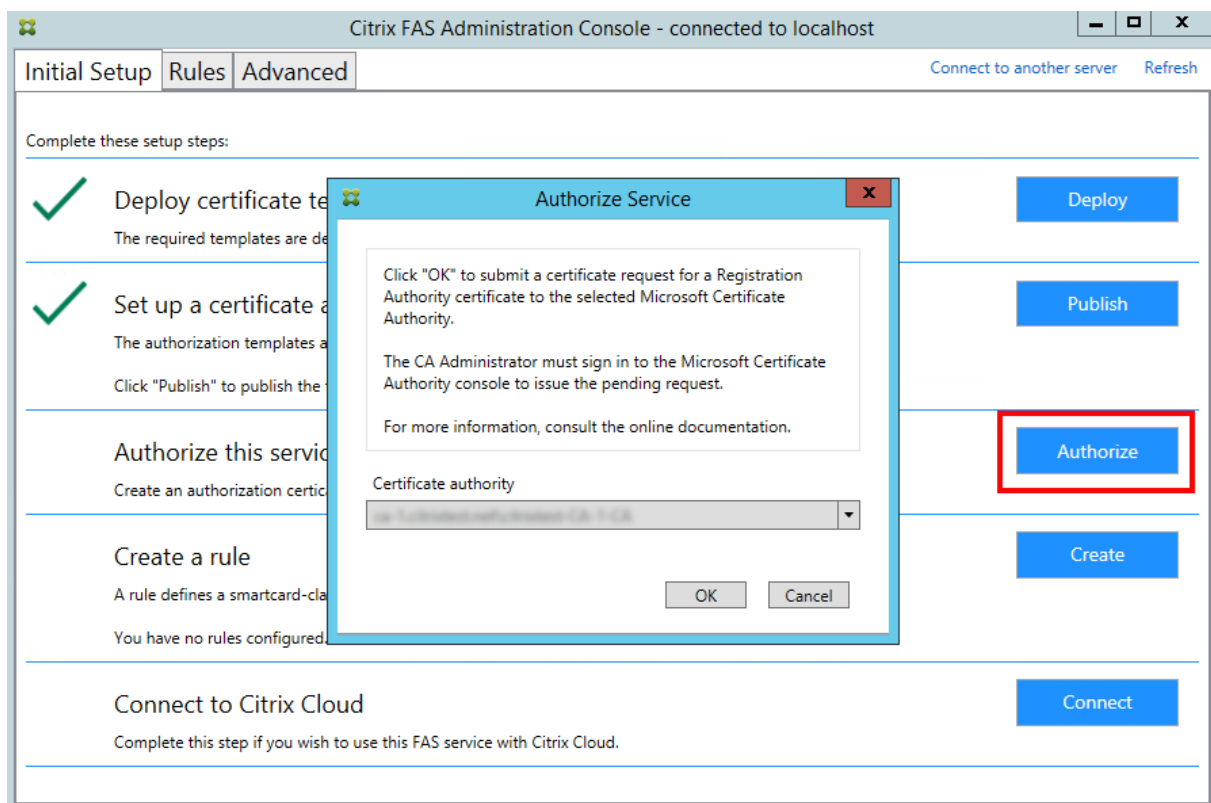 Citrix FAS Administration Console - connected to localhost
Initial Setup Rules Advanced Connect to another server Refresh
Complete these setup steps:
Deploy certificate te
Deploy
The required templates are de
Set up a certificate a
Publish
The authorization templates a
Click "Publish" to publish the
Authorize this servic
Authorize
Create an authorization certic
Create a rule
Create
A rule defines a smartcard-cla
You have no rules configured.
Connect to Citrix Cloud
Connect
Complete this step if you wish to use this FAS service with Citrix Cloud.
Authorize Service
Click "OK" to submit a certificate request for a Registration
Authority certificate to the selected Microsoft Certificate
Authority.
The CA Administrator must sign in to the Microsoft Certificate
Authority console to issue the pending request.
For more information, consult the online documentation.
Certificate authority
OK Cancel